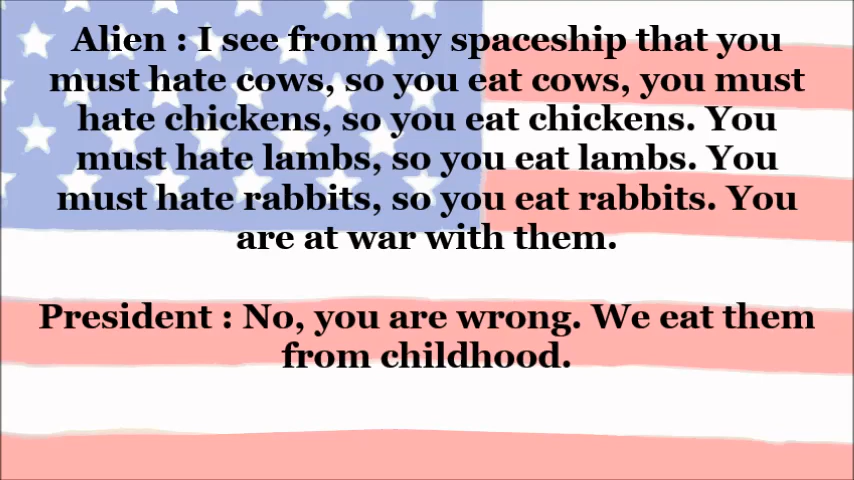 Alien : I see from my spaceship that you
must hate cows, so you eat cows, you must
hate chickens, so you eat chickens. You
must hate lambs, so you eat lambs. You
must hate rabbits, so you eat rabbits. You
are at war with them.
President : No, you are wrong. We eat them
from childhood.